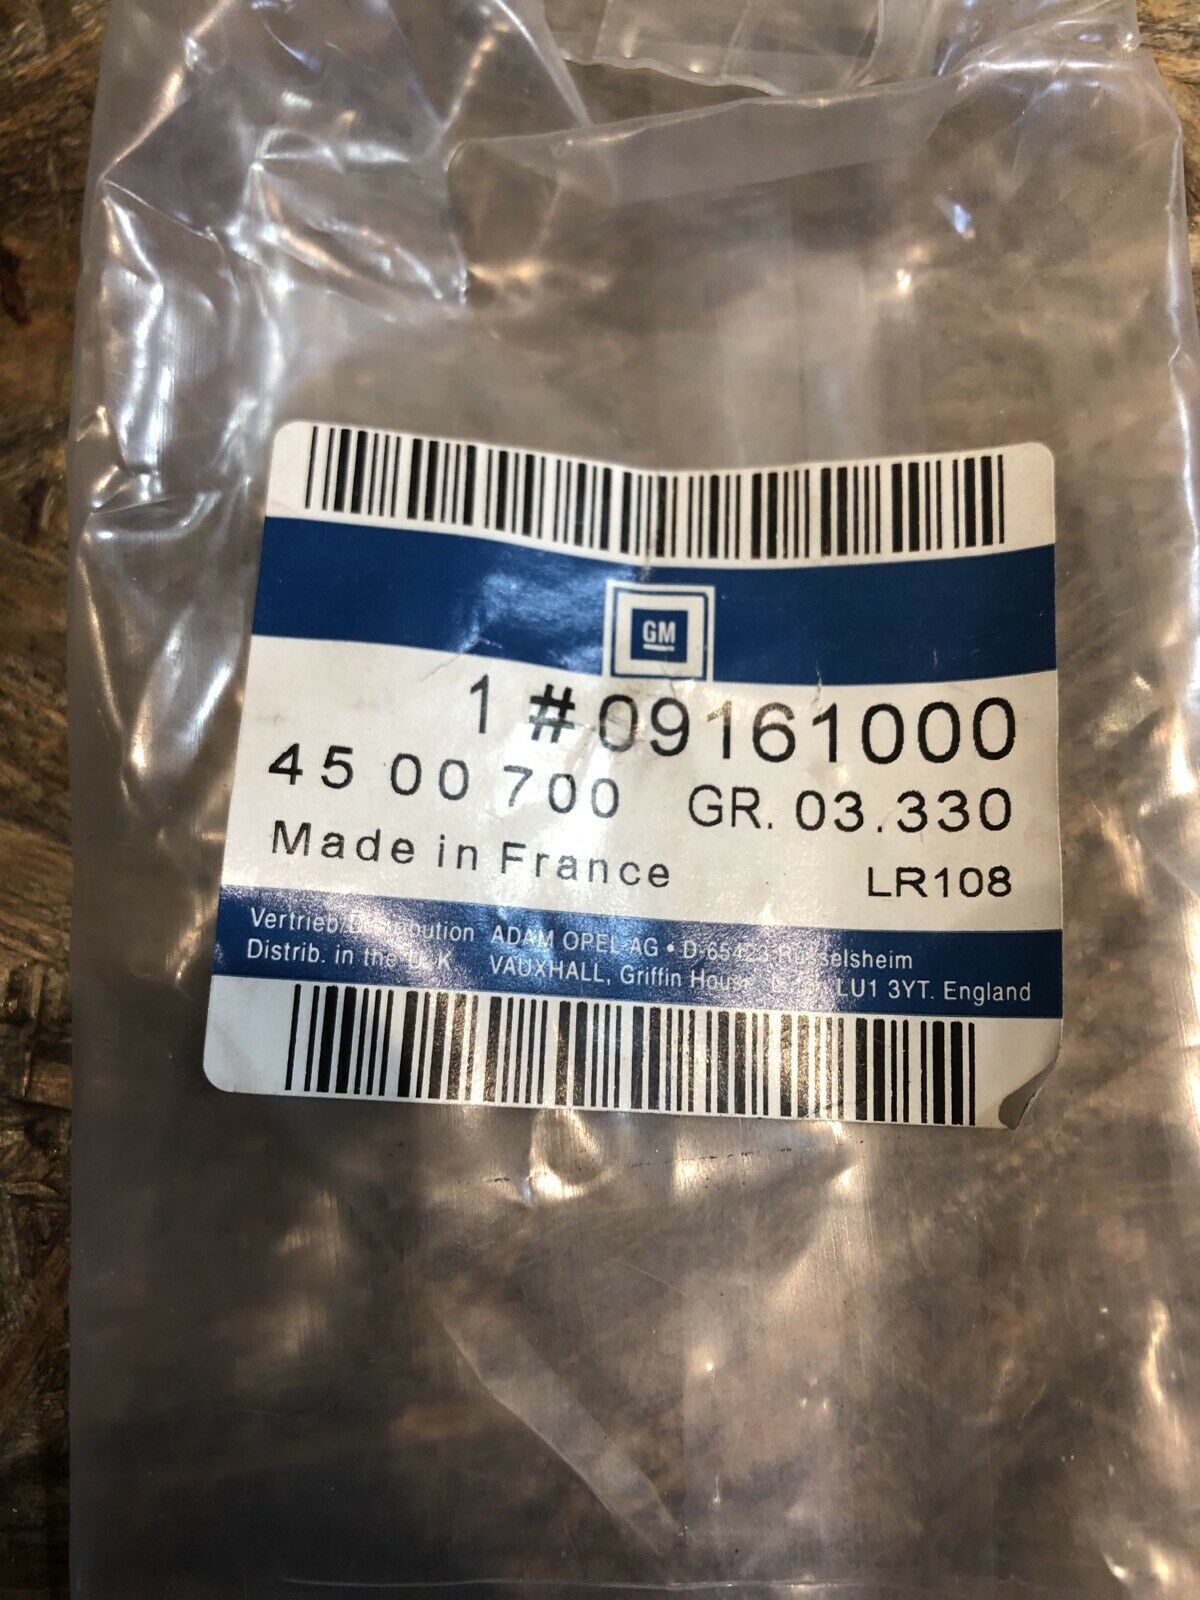 GM
1 #09161000
45 00 700 GR. 03.330
Made in France LR108
ADAM OPEL AG • D-65423
Distrib. in the VAUXHALL, Griffin House LU1 3YT. England